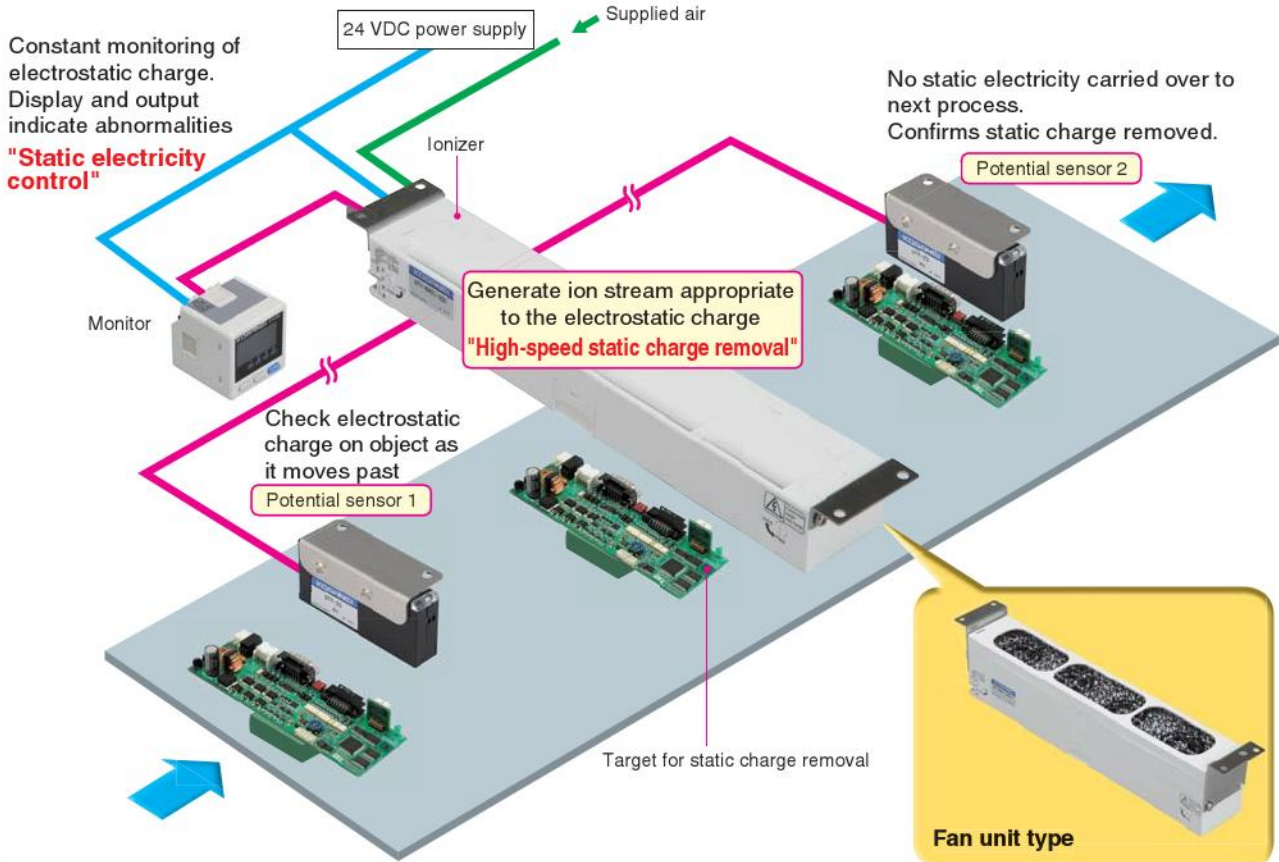 24 VDC power supply
Supplied air
Constant monitoring of
electrostatic charge.
Display and output
indicate abnormalities
"Static electricity
control"
Ionizer
No static electricity carried over to
next process.
Confirms static charge removed.
Potential sensor 2
Monitor
Generate ion stream appropriate
to the electrostatic charge
"High-speed static charge removal"
Check electrostatic
charge on object as
it moves past
Potential sensor 1
Target for static charge removal
Fan unit type